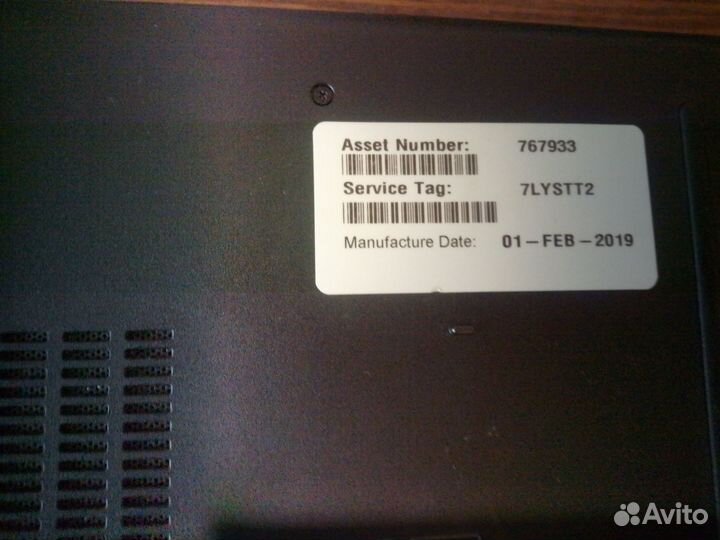 Asset Number: 767933
Service Tag: 7LYSTT2
Manufacture Date: 01-FEB-2019
Avito